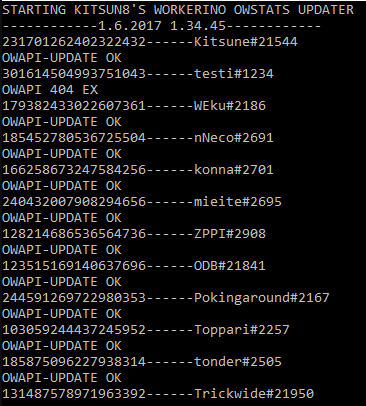 STARTING KITSUN8'S WORKERINO OWSTATS UPDATER
------------1.6.2017 1.34.45------------
231701262402322432------Kitsune#21544
OWAPI-UPDATE OK
301614504993751043------testi#1234
OWAPI 404 EX
179382433022607361------WEku#2186
OWAPI-UPDATE OK
185452780536725504------nNeco#2691
OWAPI-UPDATE OK
166258673247584256------konna#2701
OWAPI-UPDATE OK
240432007908294656------mieite#2695
OWAPI-UPDATE OK
128214686536564736------ZPPI#2908
OWAPI-UPDATE OK
123515169140637696------ODB#21841
OWAPI-UPDATE OK
244591269722980353------Pokingaround#2167
OWAPI-UPDATE OK
103059244437245952------Toppari#2257
OWAPI-UPDATE OK
185875096227938314------tonder#2505
OWAPI-UPDATE OK
131487578971963392------Trickwide#21950